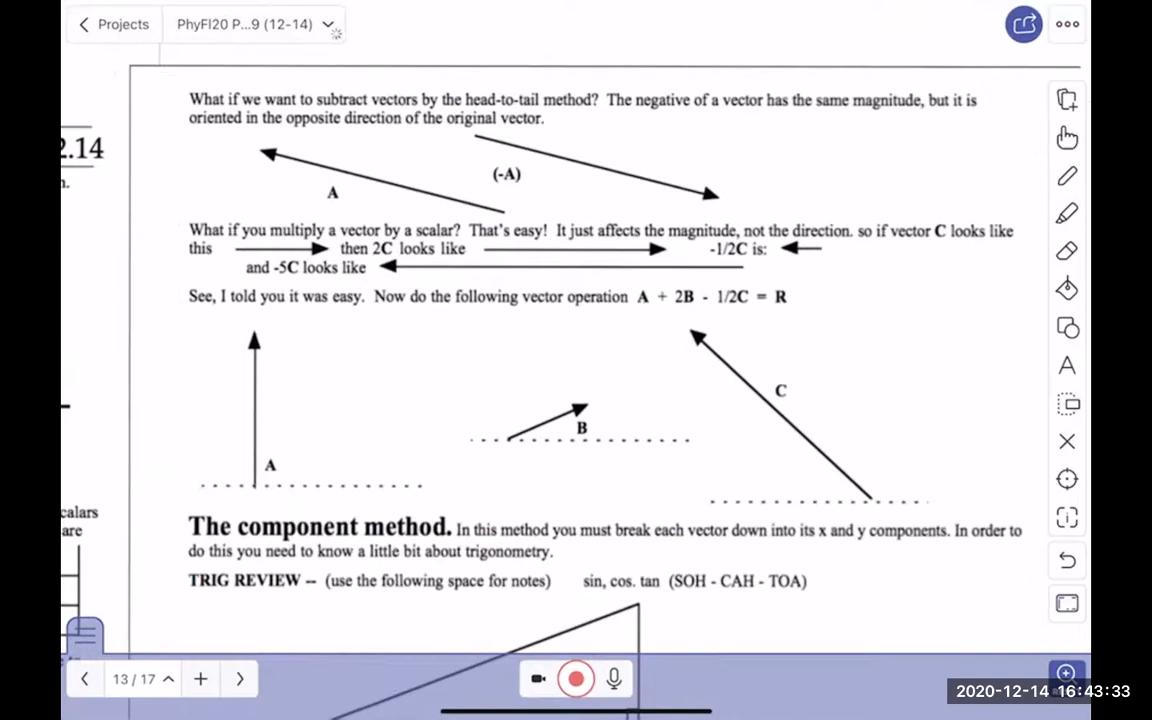 Projects
PhyFl20 P...9 (12-14)
What if we want to subtract vectors by the head-to-tail method? The negative of a vector has the same magnitude, but it is
oriented in the opposite direction of the original vector.
2.14
n.
(-A)
A
What if you multiply a vector by a scalar? That's easy! It just affects the magnitude, not the direction. so if vector C looks like
this then 2C looks like -1/2C is:
and -5C looks like
See, I told you it was easy. Now do the following vector operation A + 2B - 1/2C = R
C
B
A
calars
are
The component method. In this method you must break each vector down into its x and y components. In order to
do this you need to know a little bit about trigonometry.
TRIG REVIEW -- (use the following space for notes) sin, cos. tan (SOH - CAH - TOA)
13 / 17
2020-12-14 16:43:33